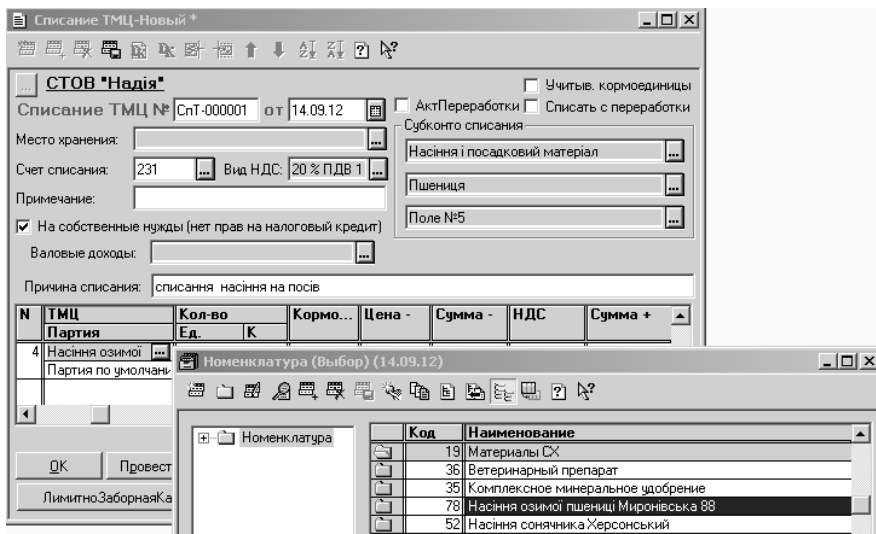 Списание ТМЦ-Новый *
СТОВ "Надія"
Учитыв. кормоединицы
Списание ТМЦ № СпТ-000001 от 14.09.12
АктПереработки Списать с переработки
Место хранения:
Субконто списания
Насіння і посадковий матеріал
Счет списания: 231 ... Вид НДС: 20 % ПДВ 1 ...
Пшениця
Примечание:
Поле №5
На собственные нужды (нет прав на налоговый кредит)
Валовые доходы:
Причина списания: списання насіння на посів
N ТМЦ Кол-во Кормо... Цена - Сумма - НДС Сумма +
Партия Ед. К
4 Насіння озимої ...
Партия по умолчани
Номенклатура (Выбор) (14.09.12)
Номенклатура
Код Наименование
19 Материалы СХ
36 Ветеринарный препарат
35 Комплексное минеральное удобрение
78 Насіння озимої пшениці Миронівська 88
52 Насіння сонячника Херсонський
OK Провест
ЛимитноЗаборнаяКа